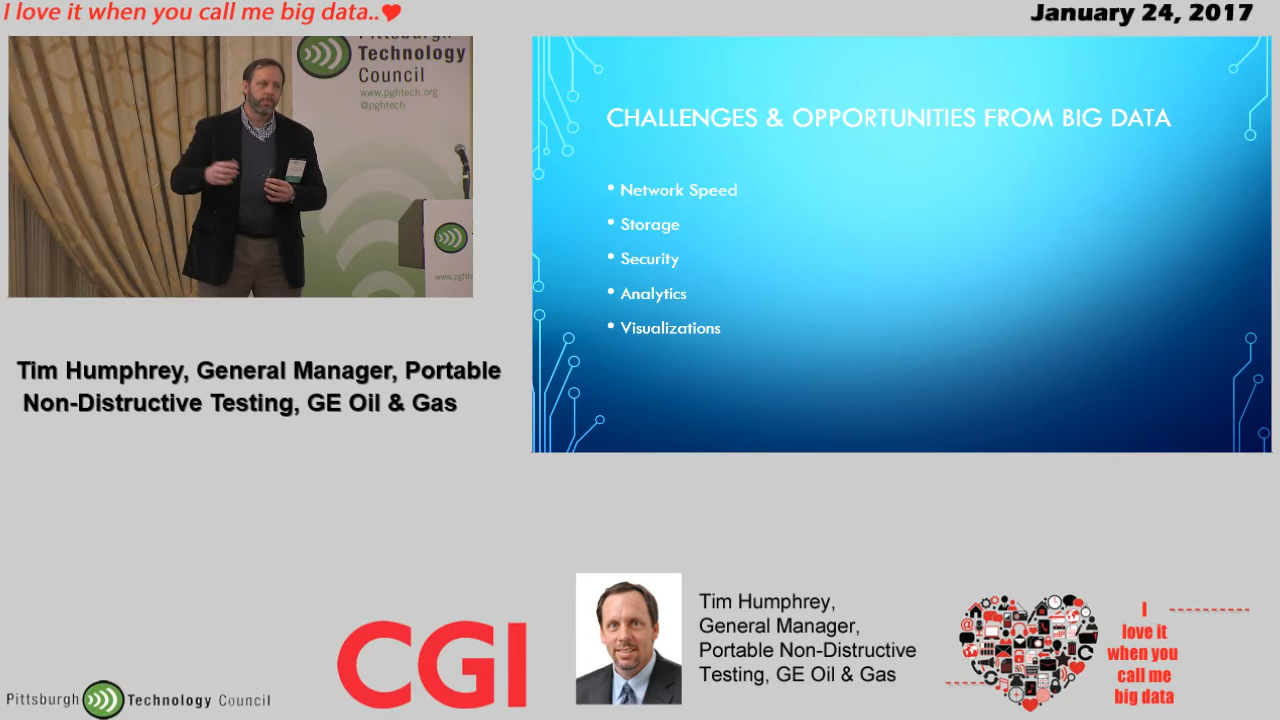 I love it when you call me big data..
January 24, 2017
Pittsburgh
Technology
Council
www.pghtech.org
@pghtech
CHALLENGES & OPPORTUNITIES FROM BIG DATA
• Network Speed
• Storage
• Security
• Analytics
• Visualizations
Tim Humphrey, General Manager, Portable
Non-Distructive Testing, GE Oil & Gas
Pittsburgh Technology Council
CGI
Tim Humphrey,
General Manager,
Portable Non-Distructive
Testing, GE Oil & Gas
I
love it
when you
call me
big data